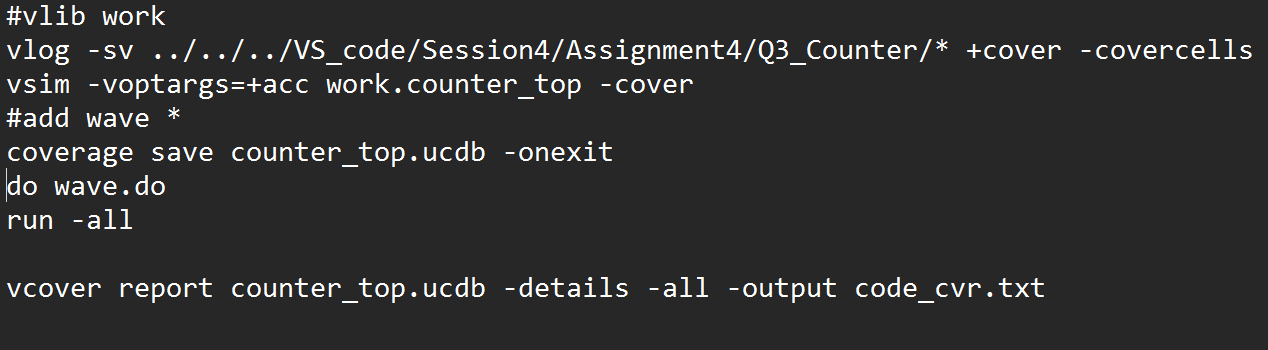 #vlib work
vlog -sv ../../../VS_code/Session4/Assignment4/Q3_Counter/* +cover -covercells
vsim -voptargs=+acc work.counter_top -cover
#add wave *
coverage save counter_top.ucdb -onexit
do wave.do
run -all
vcover report counter_top.ucdb -details -all -output code_cvr.txt